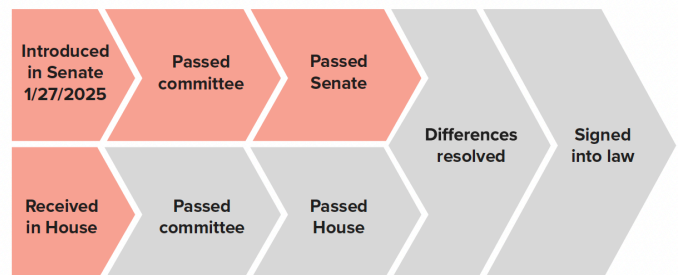 Introduced
in Senate
1/27/2025
Passed
committee
Passed
Senate
Differences
resolved
Signed
into law
Received
in House
Passed
committee
Passed
House